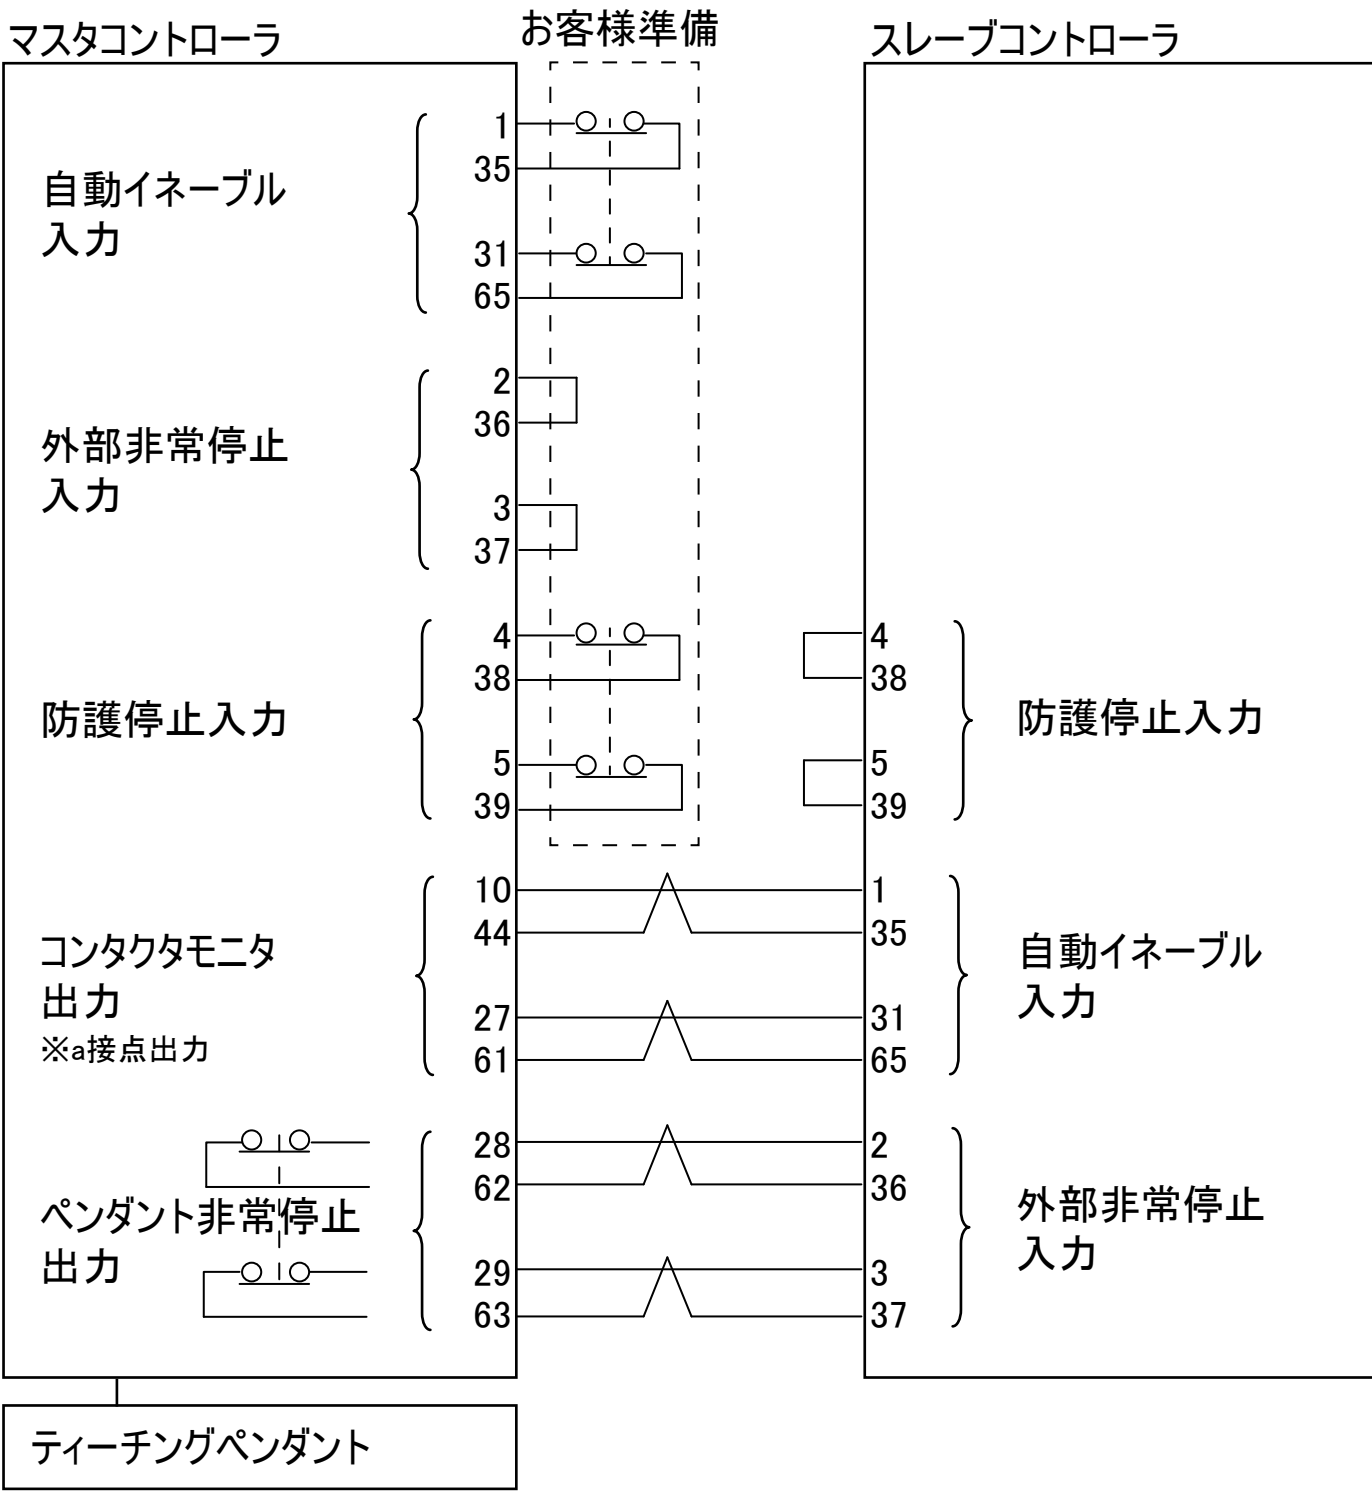 マスタコントローラ
お客様準備
スレーブコントローラ
自動イネーブル
入力
1
35
31
65
外部非常停止
入力
2
36
3
37
防護停止入力
4
38
5
39
4
38
5
39
防護停止入力
コンタクタモニタ
出力
※a接点出力
10
44
27
61
1
35
31
65
自動イネーブル
入力
ペンダント非常停止
出力
28
62
29
63
2
36
3
37
外部非常停止
入力
ティーチングペンダント